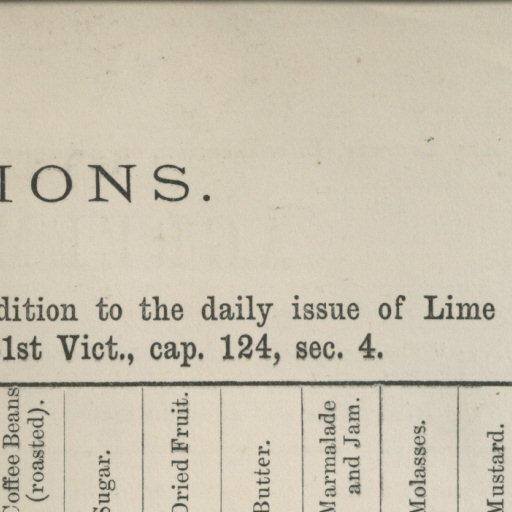 IONS.
dition to the daily issue of Lime
1st Vict., cap. 124, sec. 4.
Coffee Beans
(roasted).
Sugar.
Dried Fruit.
Butter.
Marmalade
and Jam.
Molasses.
Mustard.